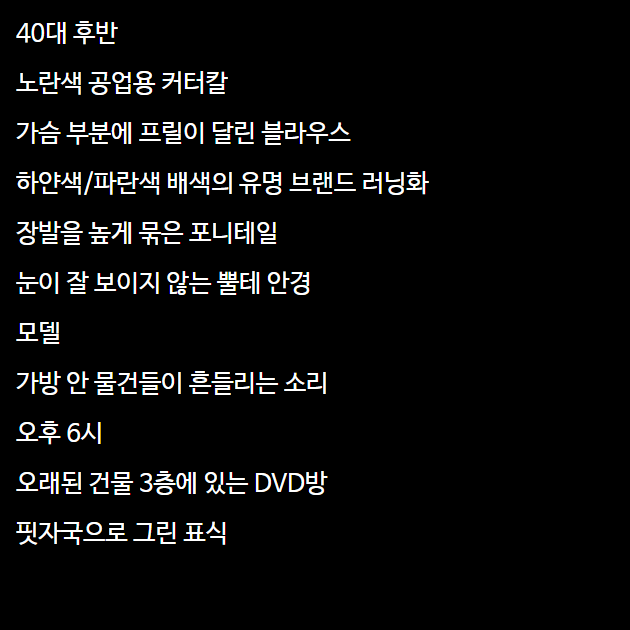 40대 후반
노란색 공업용 커터칼
가슴 부분에 프릴이 달린 블라우스
하얀색/파란색 배색의 유명 브랜드 러닝화
장발을 높게 묶은 포니테일
눈이 잘 보이지 않는 뿔테 안경
모델
가방 안 물건들이 흔들리는 소리
오후 6시
오래된 건물 3층에 있는 DVD방
핏자국으로 그린 표식